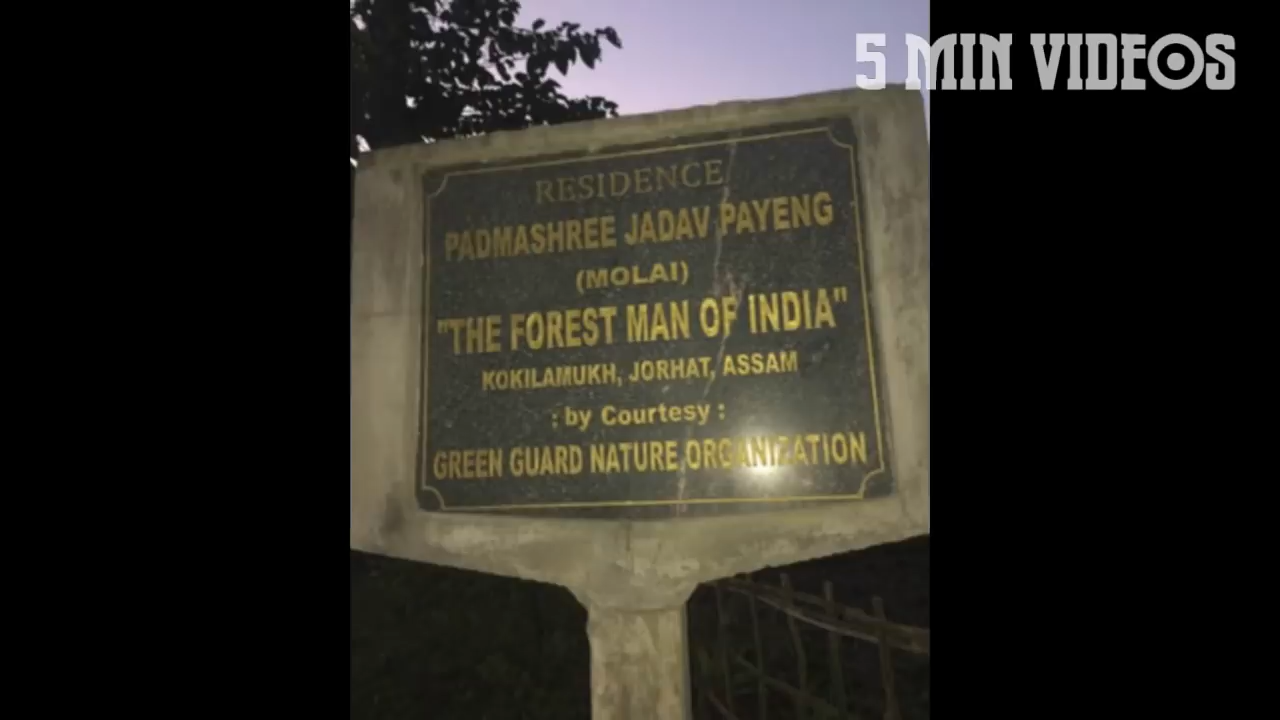 5 MIN VIDEOS
RESIDENCE
PADMASHREE JADAV PAYENG
(MOLAI)
"THE FOREST MAN OF INDIA"
KOKILAMUKH, JORHAT, ASSAM
: by Courtesy :
GREEN GUARD NATURE ORGANIZATION